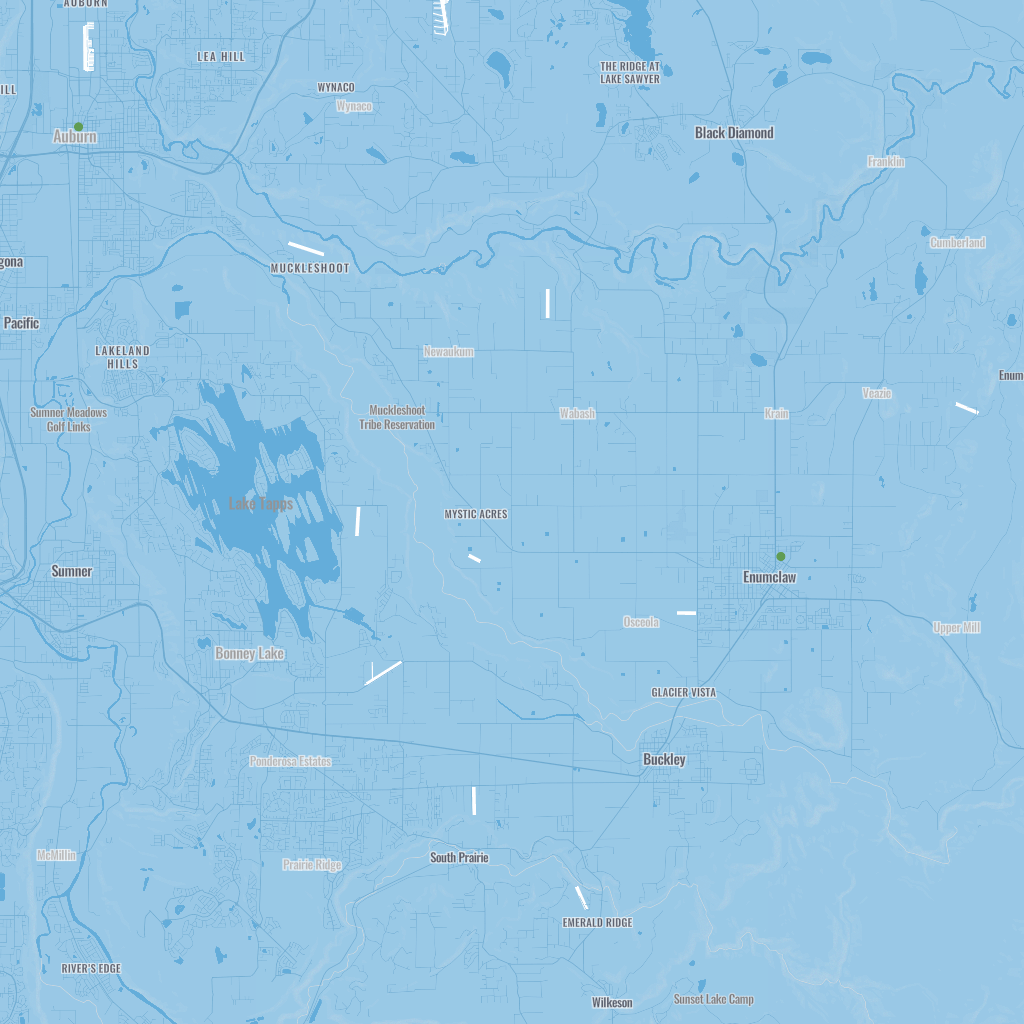 AUBURN
LEA HILL
THE RIDGE AT
LAKE SAWYER
ILL
WYNACO
Wynaco
Auburn
Black Diamond
Franklin
Cumberland
gona
MUCKLESHOOT
Pacific
LAKELAND
HILLS
Newaukum
Enum
Veazie
Sumner Meadows
Golf Links
Muckleshoot
Tribe Reservation
Wabash
Krain
Lake Tapps
MYSTIC ACRES
Sumner
Enumclaw
Osceola
Upper Mill
Bonney Lake
GLACIER VISTA
Ponderosa Estates
Buckley
McMillin
Prairie Ridge
South Prairie
EMERALD RIDGE
RIVER'S EDGE
Wilkeson
Sunset Lake Camp